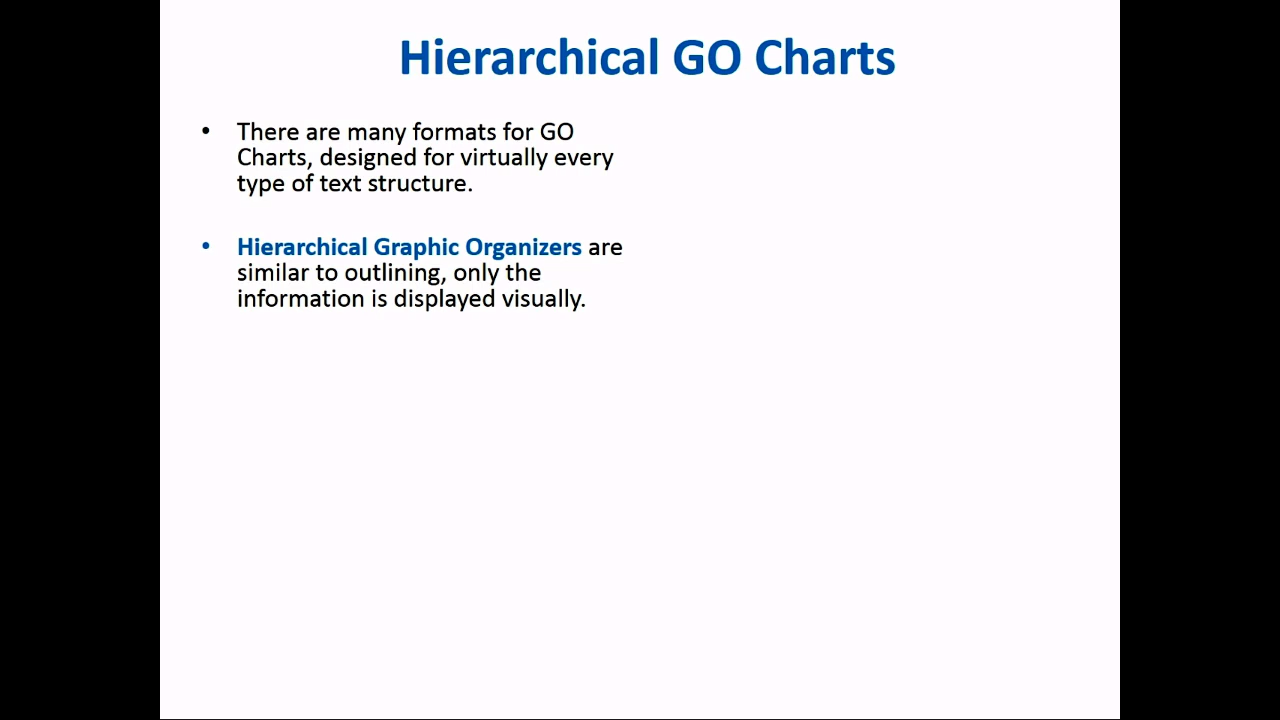 Hierarchical GO Charts
• There are many formats for GO
Charts, designed for virtually every
type of text structure.
• Hierarchical Graphic Organizers are
similar to outlining, only the
information is displayed visually.